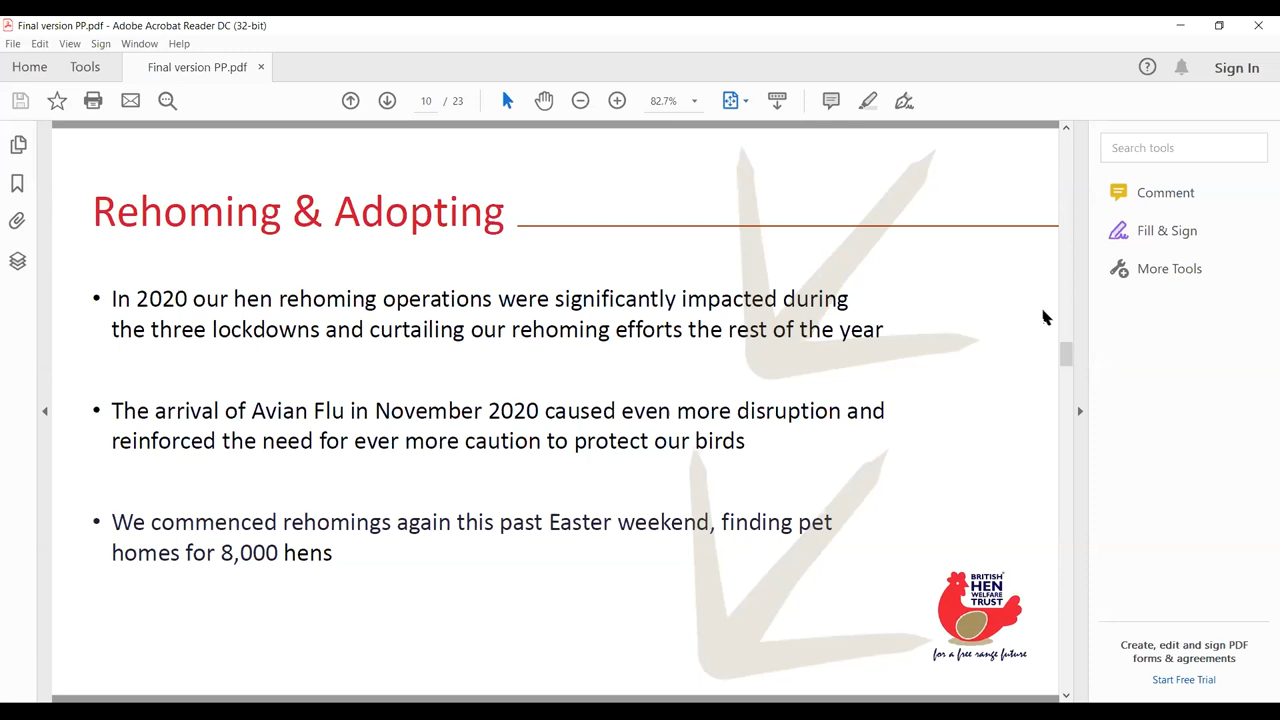 Final version PP.pdf - Adobe Acrobat Reader DC (32-bit)
File Edit View Sign Window Help
Home Tools Final version PP.pdf × Sign In
10 / 23 82.7%
Search tools
Comment
Fill & Sign
More Tools
Rehoming & Adopting
• In 2020 our hen rehoming operations were significantly impacted during
the three lockdowns and curtailing our rehoming efforts the rest of the year
• The arrival of Avian Flu in November 2020 caused even more disruption and
reinforced the need for ever more caution to protect our birds
• We commenced rehomings again this past Easter weekend, finding pet
homes for 8,000 hens
BRITISH
HEN
WELFARE
TRUST
for a free range future
Create, edit and sign PDF
forms & agreements
Start Free Trial